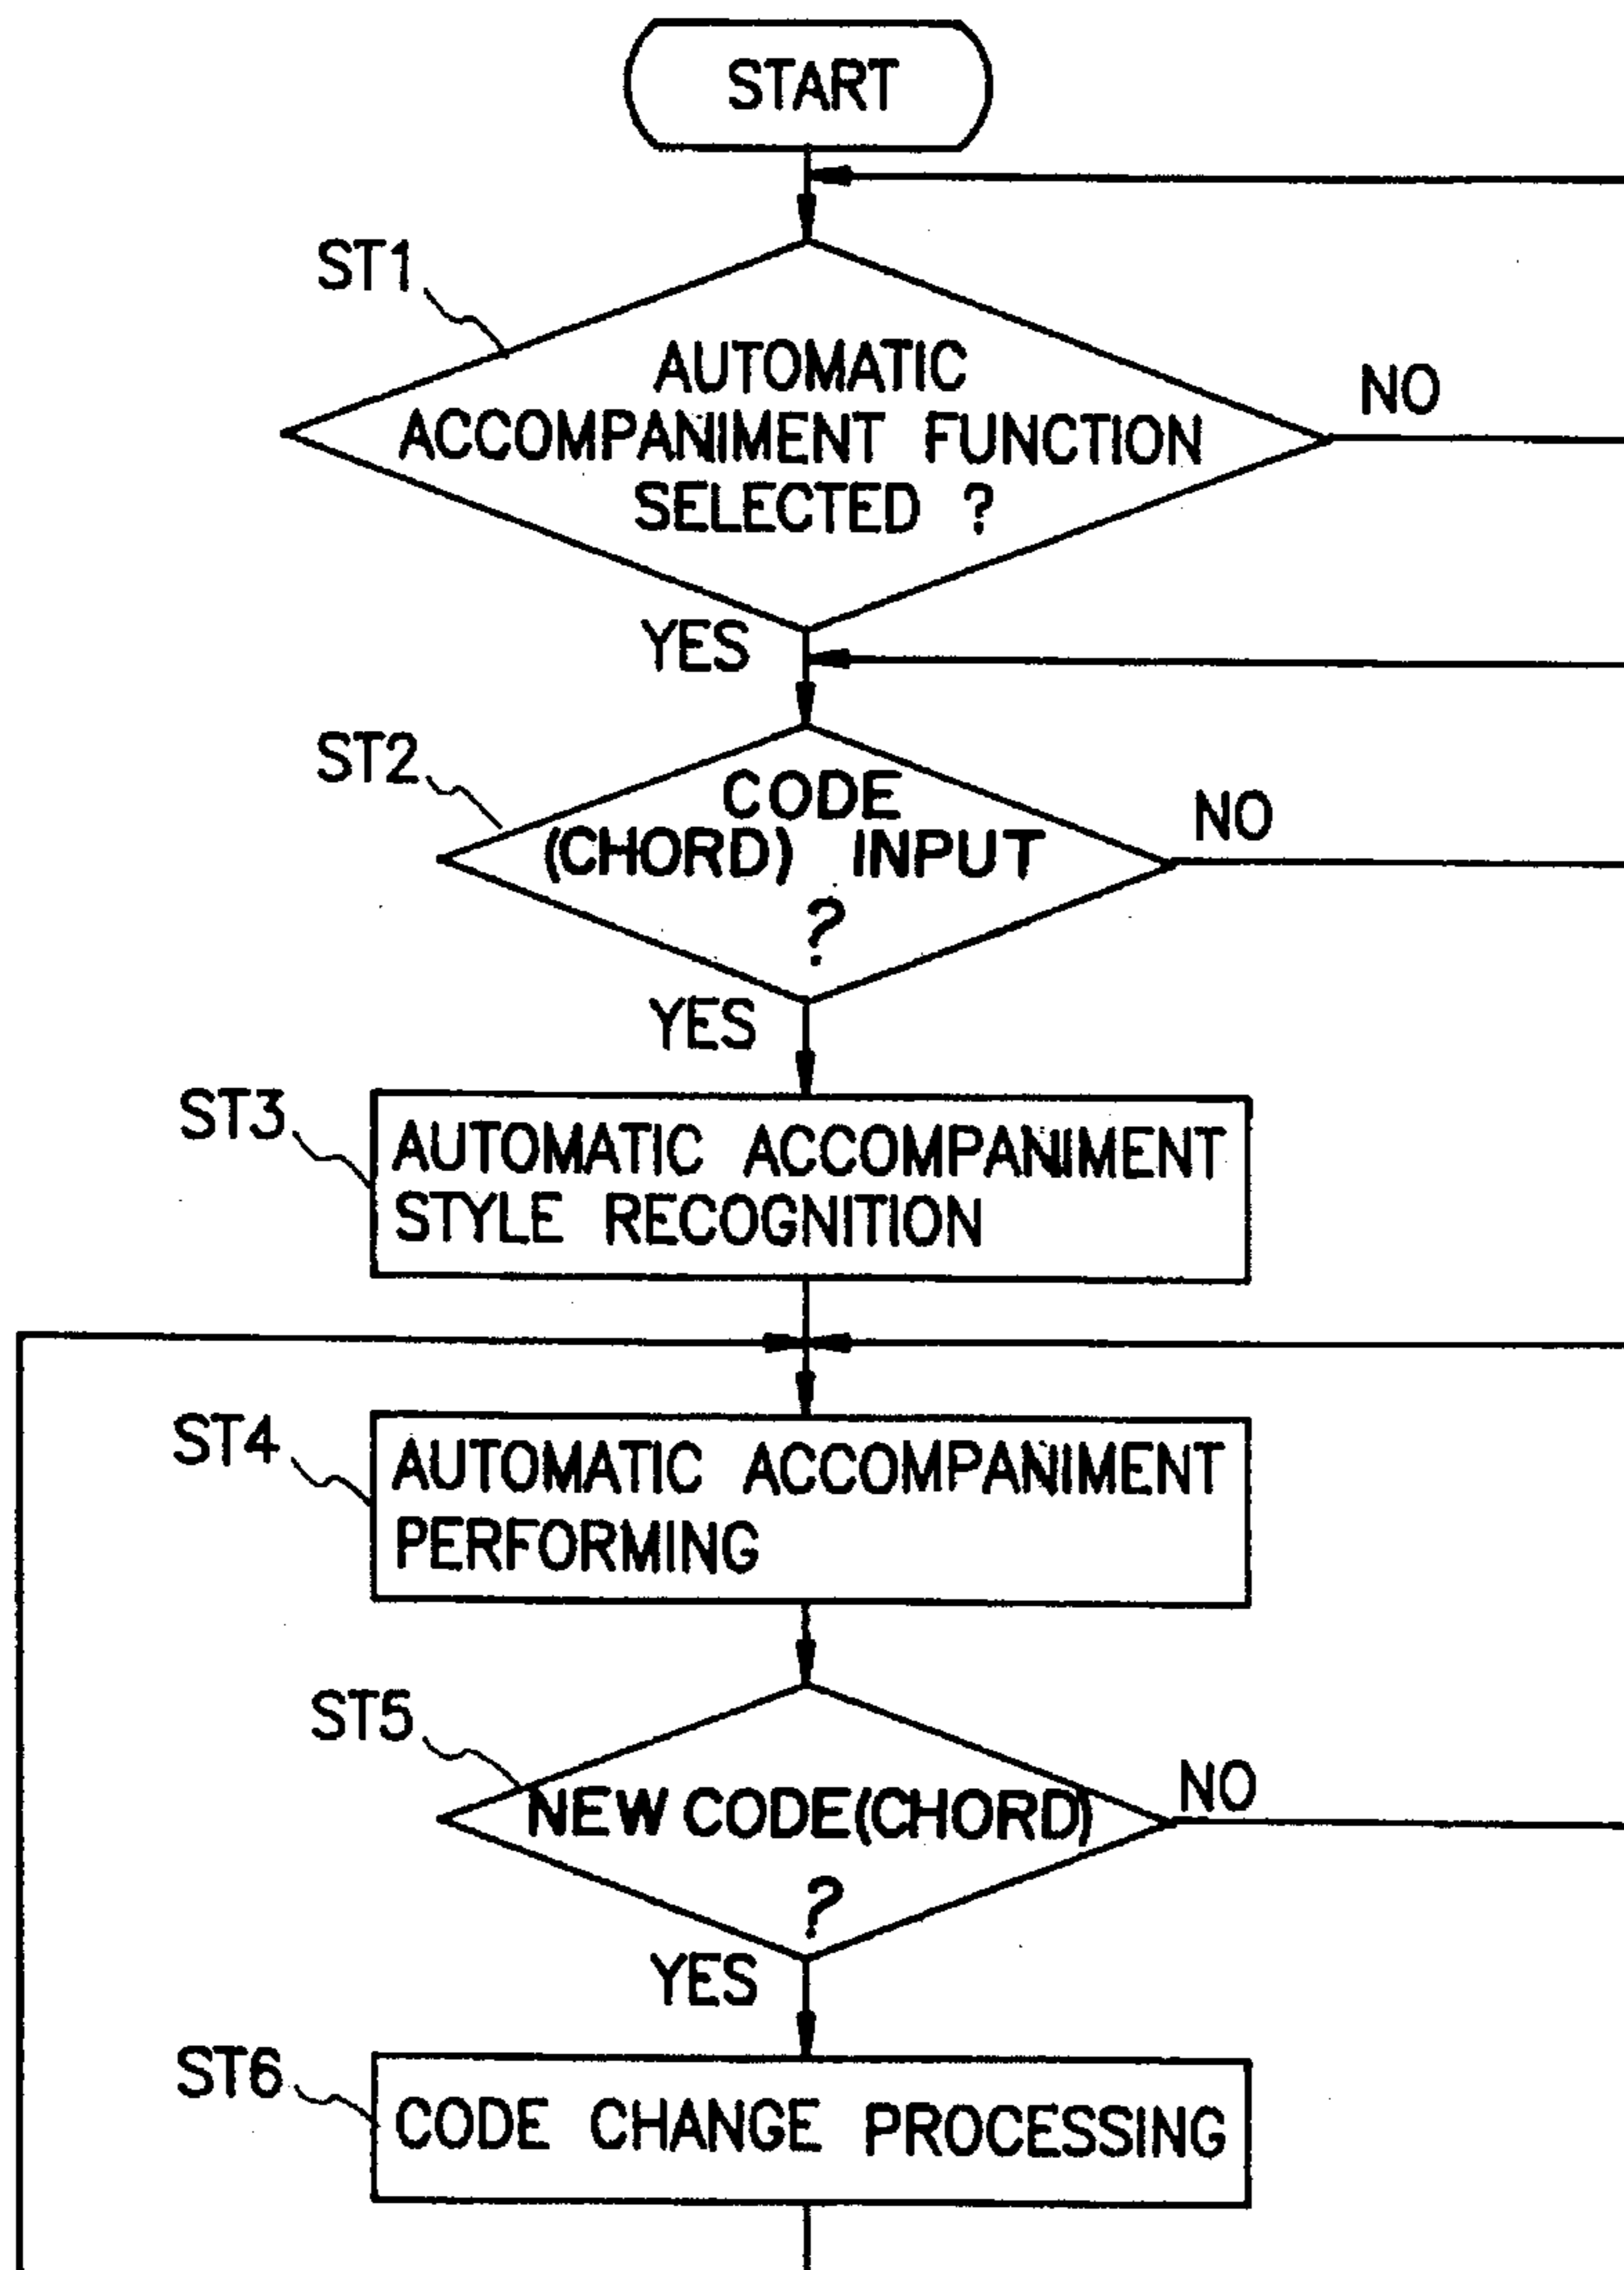 START
ST1
AUTOMATIC
ACCOMPANIMENT FUNCTION
SELECTED ?
NO
YES
ST2
CODE
(CHORD) INPUT
?
NO
YES
ST3
AUTOMATIC ACCOMPANIMENT
STYLE RECOGNITION
ST4
AUTOMATIC ACCOMPANIMENT
PERFORMING
ST5
NEW CODE(CHORD)
?
NO
YES
ST6
CODE CHANGE PROCESSING